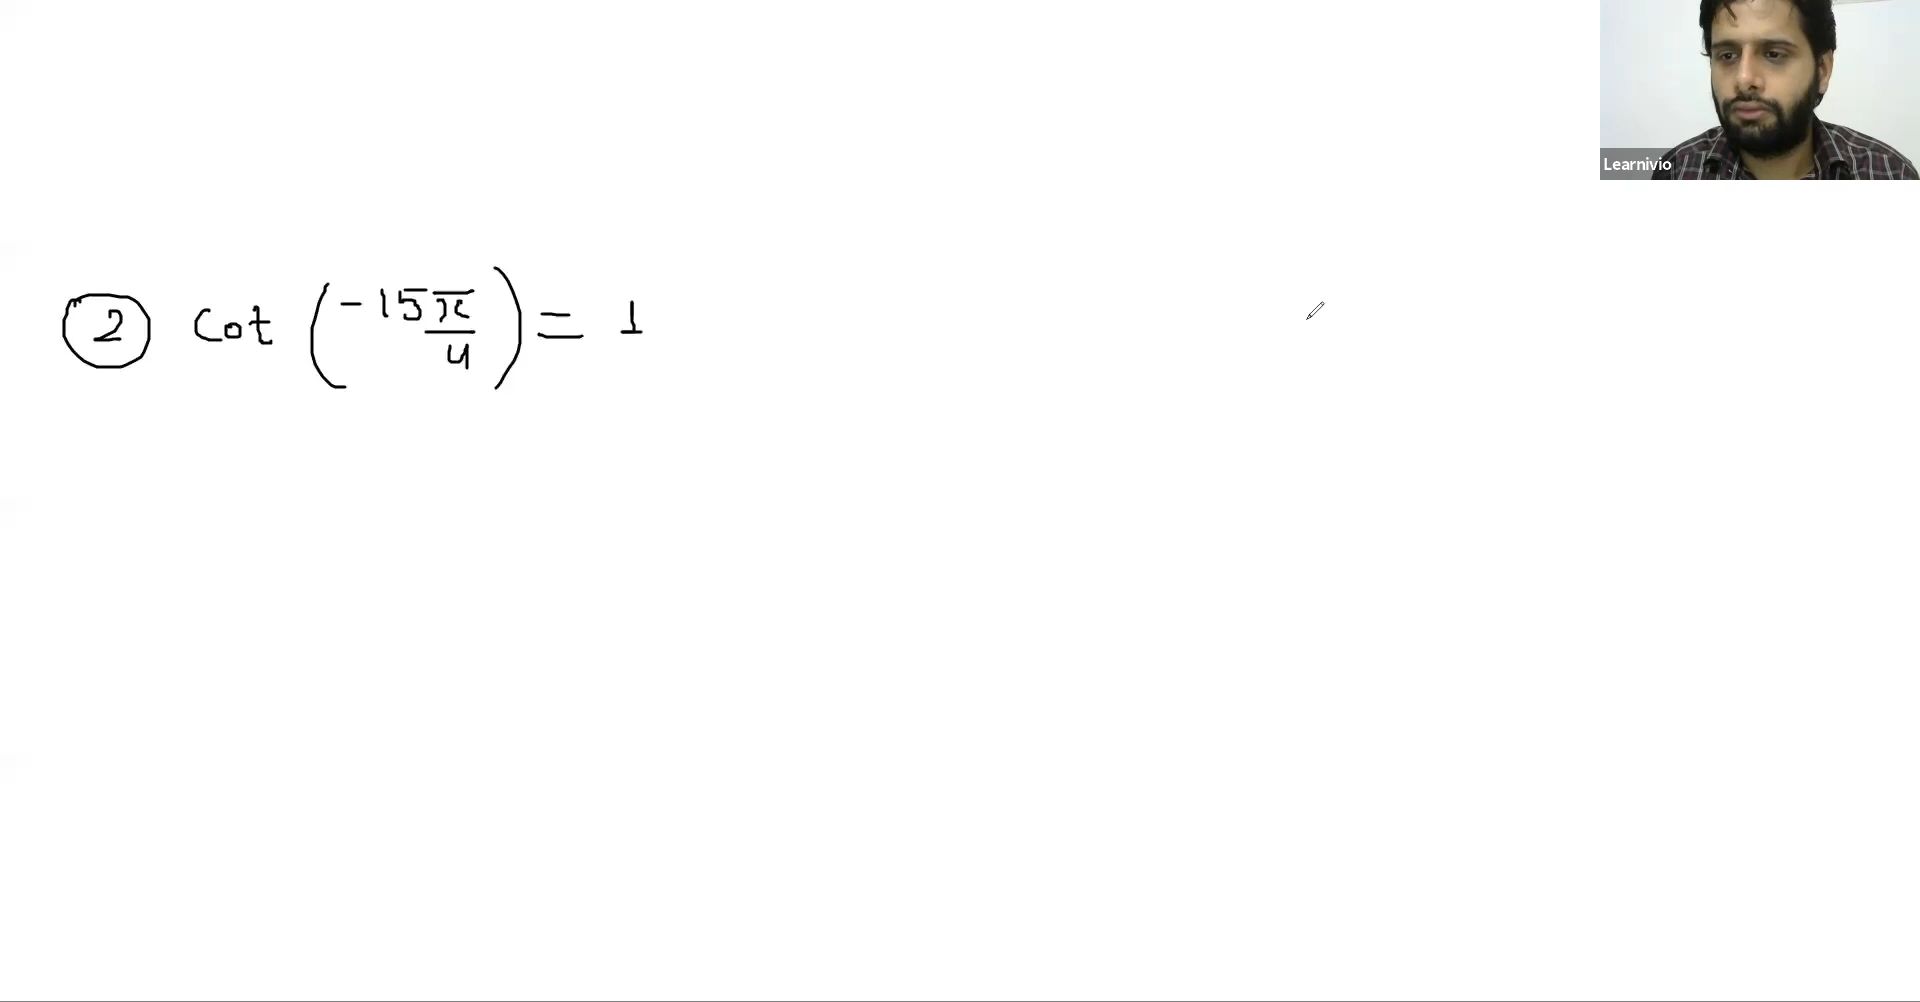 Learnivio
② cot (-15π/4) = 1